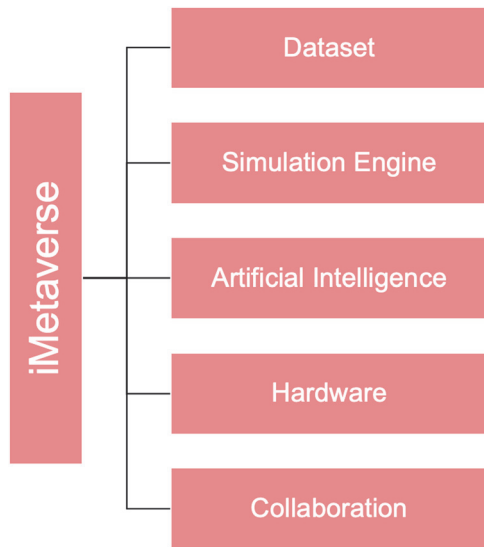 iMetaverse
Dataset
Simulation Engine
Artificial Intelligence
Hardware
Collaboration